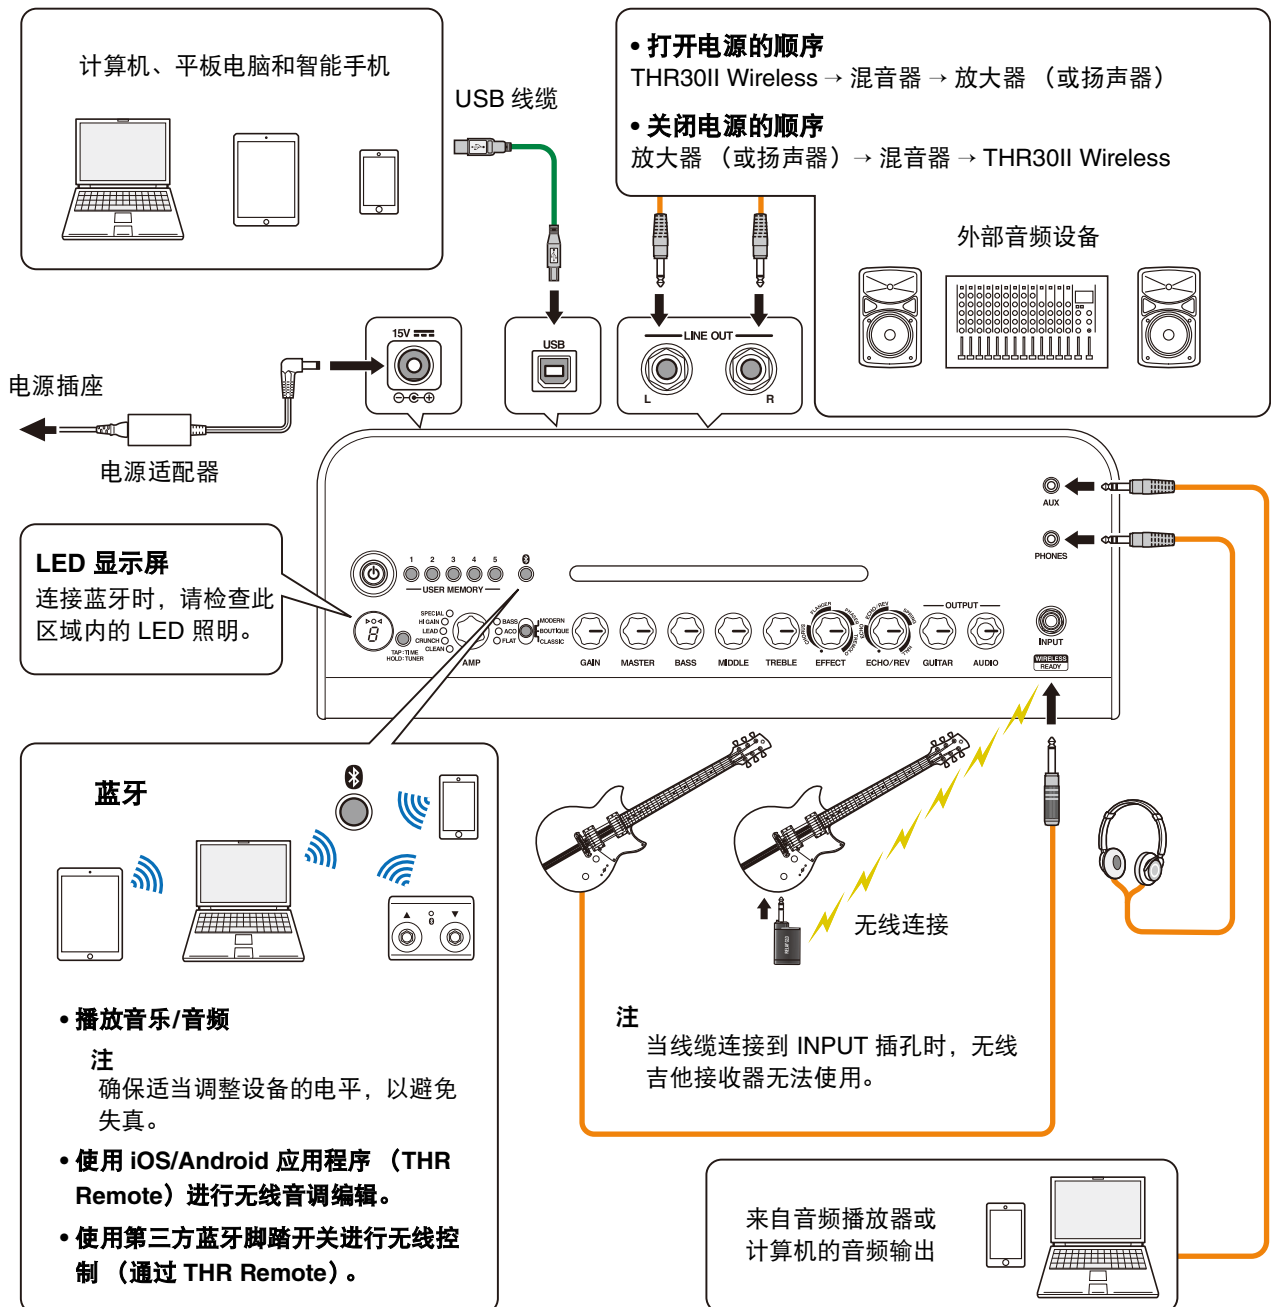 计算机、平板电脑和智能手机
USB 线缆
• 打开电源的顺序
THR30II Wireless → 混音器 → 放大器 （或扬声器）
• 关闭电源的顺序
放大器 （或扬声器）→ 混音器 → THR30II Wireless
外部音频设备
15V
USB
LINE OUT
L
R
电源插座
电源适配器
AUX
PHONES
LED 显示屏
连接蓝牙时，请检查此
区域内的 LED 照明。
1 2 3 4 5
USER MEMORY
8
TAP:TIME
HOLD:TUNER
SPECIAL
HI GAIN
LEAD
CRUNCH
CLEAN
AMP
BASS
ACO
FLAT
MODERN
BOUTIQUE
CLASSIC
GAIN
MASTER
BASS
MIDDLE
TREBLE
CHORUS
FLANGER
PHASER
TREMOLO
EFFECT
ECHO
ECHO/REV
SPRING
HALL
ECHO/REV
OUTPUT
GUITAR
AUDIO
INPUT
WIRELESS
READY
蓝牙
无线连接
RELAY G10
• 播放音乐/音频
注
确保适当调整设备的电平，以避免
失真。
• 使用 iOS/Android 应用程序 （THR
Remote）进行无线音调编辑。
• 使用第三方蓝牙脚踏开关进行无线控
制 （通过 THR Remote）。
注
当线缆连接到 INPUT 插孔时，无线
吉他接收器无法使用。
来自音频播放器或
计算机的音频输出